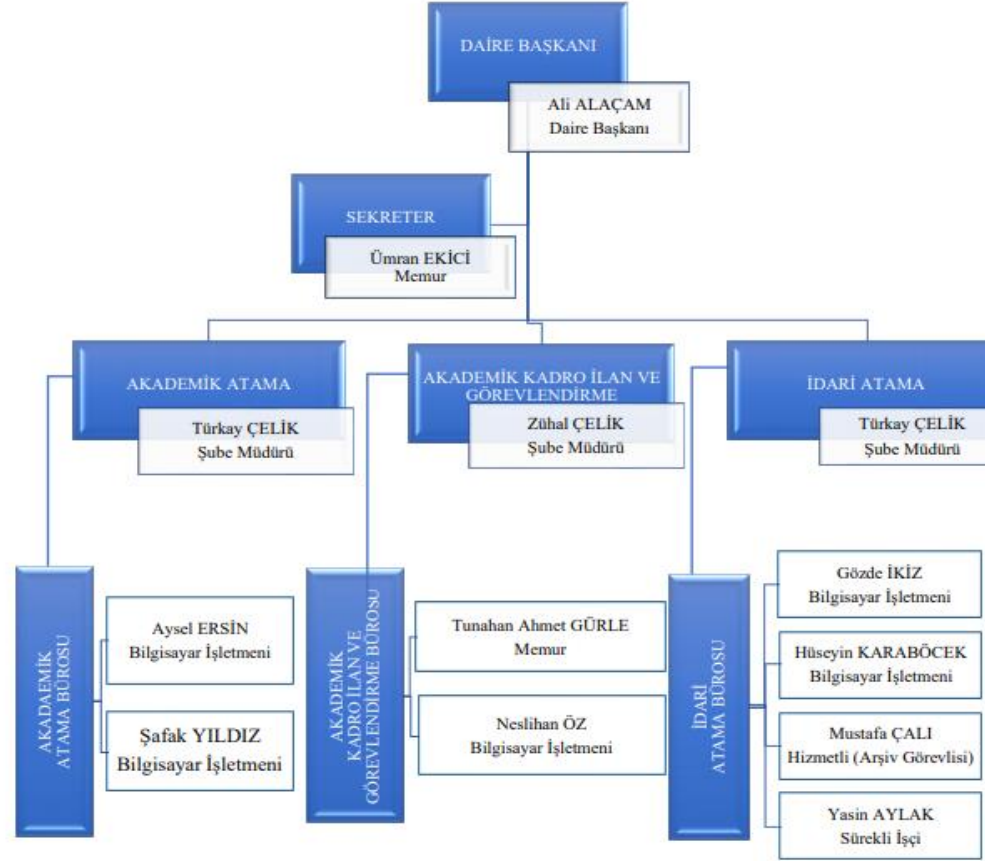 DAİRE BAŞKANI
Ali ALAÇAM
Daire Başkanı
SEKRETER
Ümran EKİCİ
Memur
AKADEMİK ATAMA
Türkay ÇELİK
Şube Müdürü
AKADEMİK KADRO İLAN VE
GÖREVLENDİRME
Zühal ÇELİK
Şube Müdürü
İDARİ ATAMA
Türkay ÇELİK
Şube Müdürü
AKADAEMİK
ATAMA BÜROSU
Aysel ERSİN
Bilgisayar İşletmeni
Şafak YILDIZ
Bilgisayar İşletmeni
AKADEMİK
KADRO İLAN VE
GÖREVLENDİRME BÜROSU
Tunahan Ahmet GÜRLE
Memur
Neslihan ÖZ
Bilgisayar İşletmeni
İDARİ
ATAMA BÜROSU
Gözde İKİZ
Bilgisayar İşletmeni
Hüseyin KARABÖCEK
Bilgisayar İşletmeni
Mustafa ÇALI
Hizmetli (Arşiv Görevlisi)
Yasin AYLAK
Sürekli İşçi